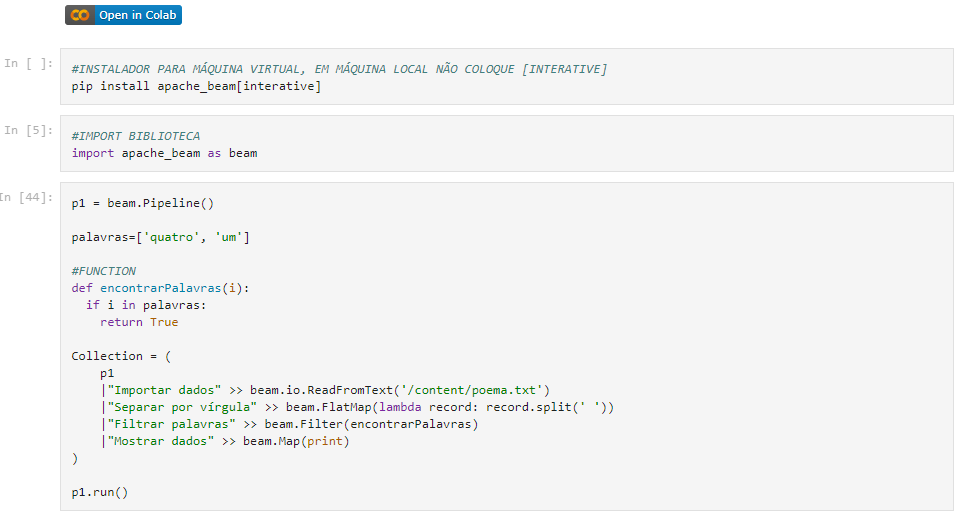 Open in Colab
In [ ]:
#INSTALADOR PARA MÁQUINA VIRTUAL, EM MÁQUINA LOCAL NÃO COLOQUE [INTERATIVE]
pip install apache_beam[interative]
In [5]:
#IMPORT BIBLIOTECA
import apache_beam as beam
In [44]:
p1 = beam.Pipeline()
palavras=['quatro', 'um']
#FUNCTION
def encontrarPalavras(i):
  if i in palavras:
    return True
Collection = (
    p1
    |"Importar dados" >> beam.io.ReadFromText('/content/poema.txt')
    |"Separar por vírgula" >> beam.FlatMap(lambda record: record.split(' '))
    |"Filtrar palavras" >> beam.Filter(encontrarPalavras)
    |"Mostrar dados" >> beam.Map(print)
)
p1.run()